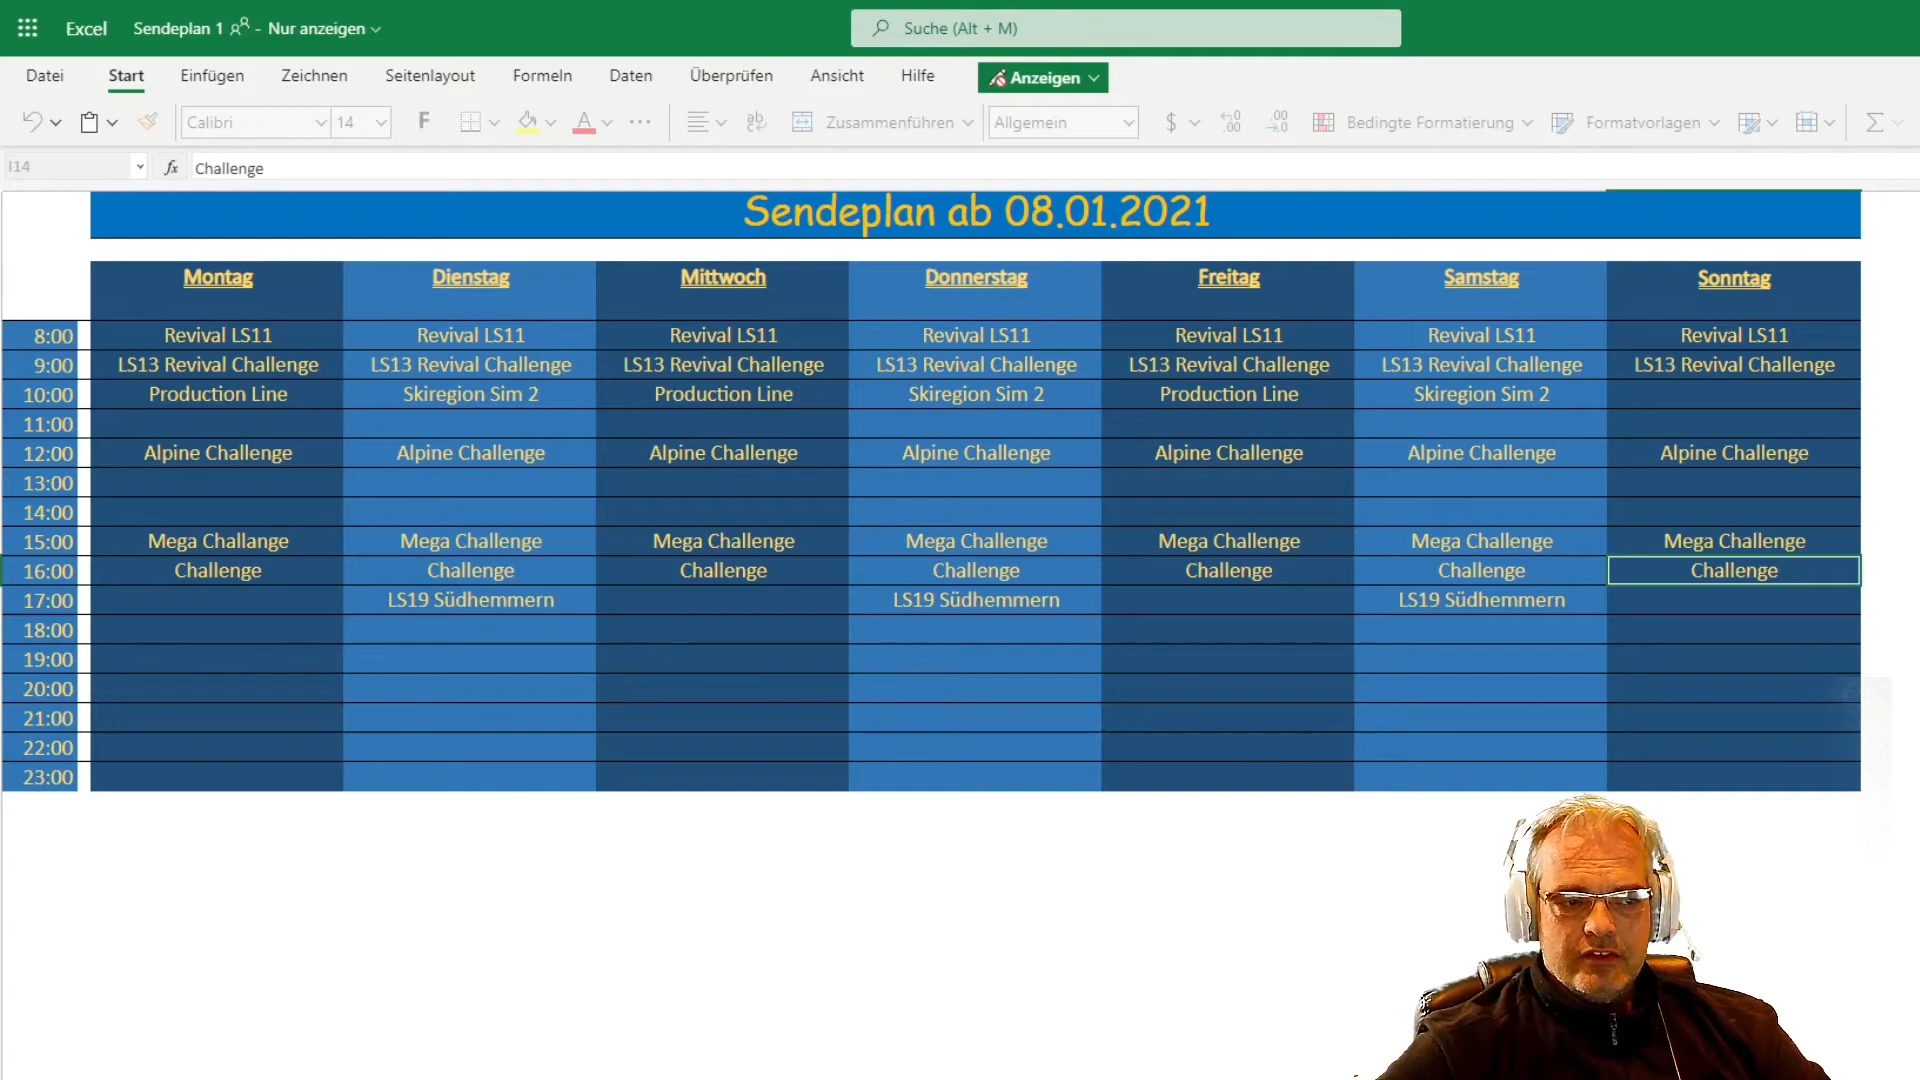 Excel Sendeplan 1 - Nur anzeigen Suche (Alt + M)
Datei Start Einfügen Zeichnen Seitenlayout Formeln Daten Überprüfen Ansicht Hilfe Anzeigen
Calibri 14 F A ab Zusammenführen Allgemein $ Bedingte Formatierung Formatvorlagen Σ
I14 fx Challenge
Sendeplan ab 08.01.2021
Montag Dienstag Mittwoch Donnerstag Freitag Samstag Sonntag
8:00 Revival LS11 Revival LS11 Revival LS11 Revival LS11 Revival LS11 Revival LS11 Revival LS11
9:00 LS13 Revival Challenge LS13 Revival Challenge LS13 Revival Challenge LS13 Revival Challenge LS13 Revival Challenge LS13 Revival Challenge LS13 Revival Challenge
10:00 Production Line Skiregion Sim 2 Production Line Skiregion Sim 2 Production Line Skiregion Sim 2
11:00
12:00 Alpine Challenge Alpine Challenge Alpine Challenge Alpine Challenge Alpine Challenge Alpine Challenge Alpine Challenge
13:00
14:00
15:00 Mega Challange Mega Challenge Mega Challenge Mega Challenge Mega Challenge Mega Challenge Mega Challenge
16:00 Challenge Challenge Challenge Challenge Challenge Challenge Challenge
17:00 LS19 Südhemmern LS19 Südhemmern LS19 Südhemmern
18:00
19:00
20:00
21:00
22:00
23:00